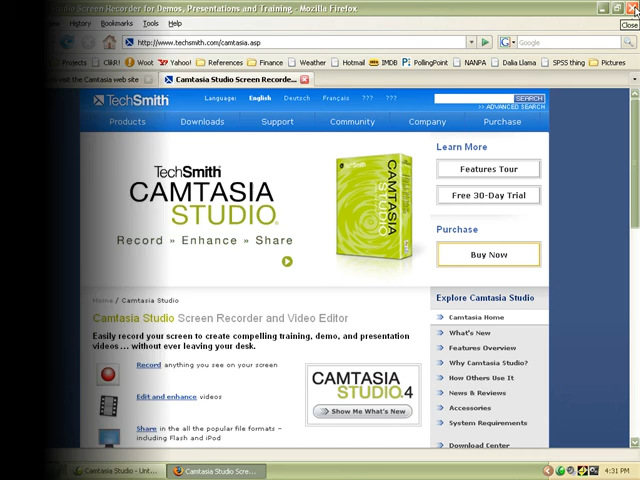 Studio Screen Recorder for Demos, Presentations and Training - Mozilla Firefox
View History Bookmarks Tools Help
Close
http://www.techsmith.com/camtasia.asp
Google
Projects Clix! Woot Yahoo! References Finance Weather Hotmail IMDB PollingPoint NANPA Dalia Llama SPSS thing Pictures
visit the Camtasia web site
Camtasia Studio Screen Recorde...
TechSmith
Language: English Deutsch Français ??? ???
SEARCH
>> ADVANCED SEARCH
Products Downloads Support Community Company Purchase
TechSmith
CAMTASIA
STUDIO
Record » Enhance » Share
CAMTASIA
STUDIO
Learn More
Features Tour
Free 30-Day Trial
Purchase
Buy Now
Home / Camtasia Studio
Camtasia Studio Screen Recorder and Video Editor
Easily record your screen to create compelling training, demo, and presentation
videos ... without ever leaving your desk.
Record anything you see on your screen
Edit and enhance videos
Share in all the popular file formats –
including Flash and iPod
CAMTASIA
STUDIO 4
Show Me What's New
Explore Camtasia Studio
Camtasia Home
What's New
Features Overview
Why Camtasia Studio?
How Others Use It
News & Reviews
Accessories
System Requirements
Download Center
Camtasia Studio - Unt...
Camtasia Studio Scre...
4:31 PM